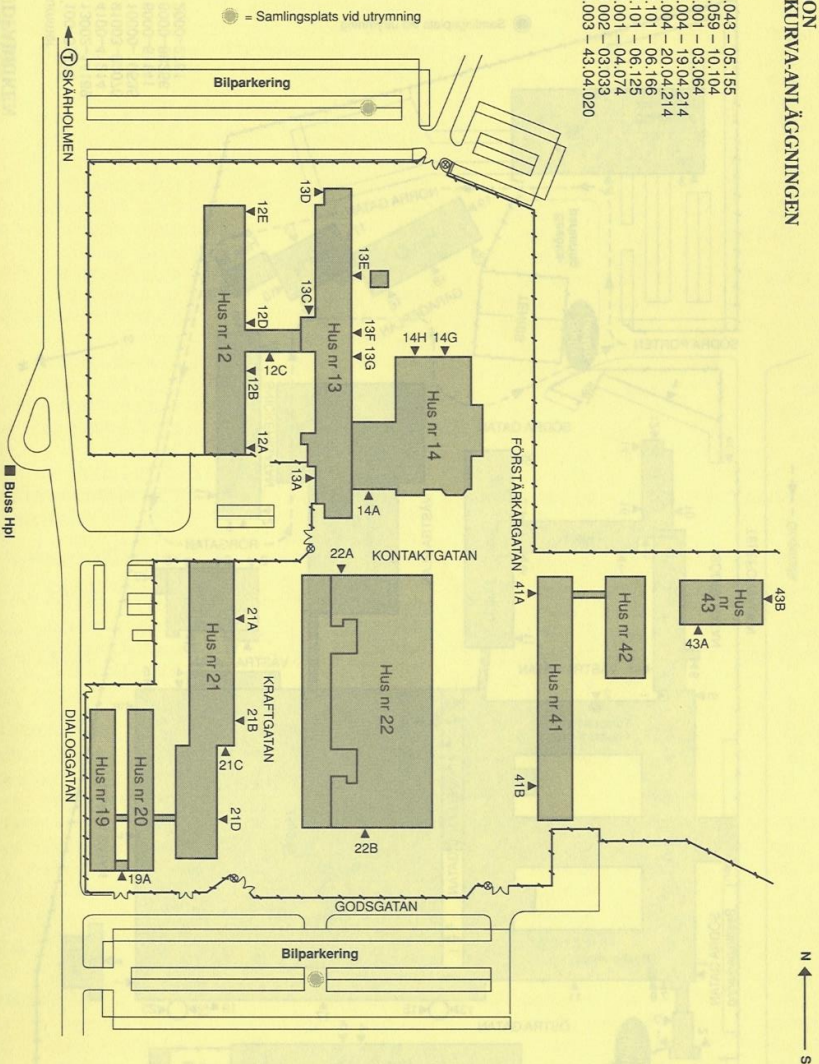 ON
KURVA-ANLÄGGNINGEN
.043 – 05.155
.059 – 10.104
.001 – 03.064
.004 – 19.04.214
.004 – 20.04.214
.101 – 06.166
.101 – 06.125
.001 – 04.074
002 – 03.033
.003 – 43.04.020
= Samlingsplats vid utrymning
T SKÄRHOLMEN
Bilparkering
13D
12E
13E
13C
12D
13F
13G
14H
14G
Hus nr 12
Hus nr 13
12C
12B
Hus nr 14
12A
13A
14A
FÖRSTÄRKARGATAN
Buss Hpl
KONTAKTGATAN
22A
41A
43B
Hus
nr
43
43A
Hus nr 42
21A
Hus nr 21
KRAFTGATAN
Hus nr 22
Hus nr 41
21B
21C
DIALOGGATAN
Hus nr 19
Hus nr 20
21D
41B
22B
19A
GODSGATAN
Bilparkering
N
S